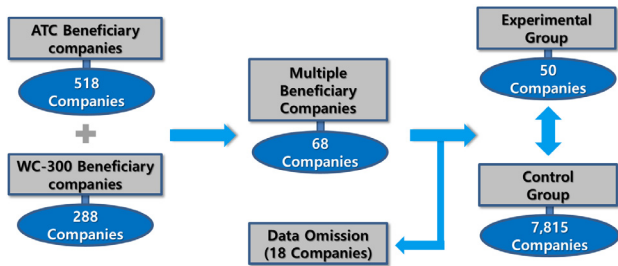 ATC Beneficiary
companies
518
Companies
WC-300 Beneficiary
companies
288
Companies
Multiple
Beneficiary
Companies
68
Companies
Data Omission
(18 Companies)
Experimental
Group
50
Companies
Control
Group
7,815
Companies